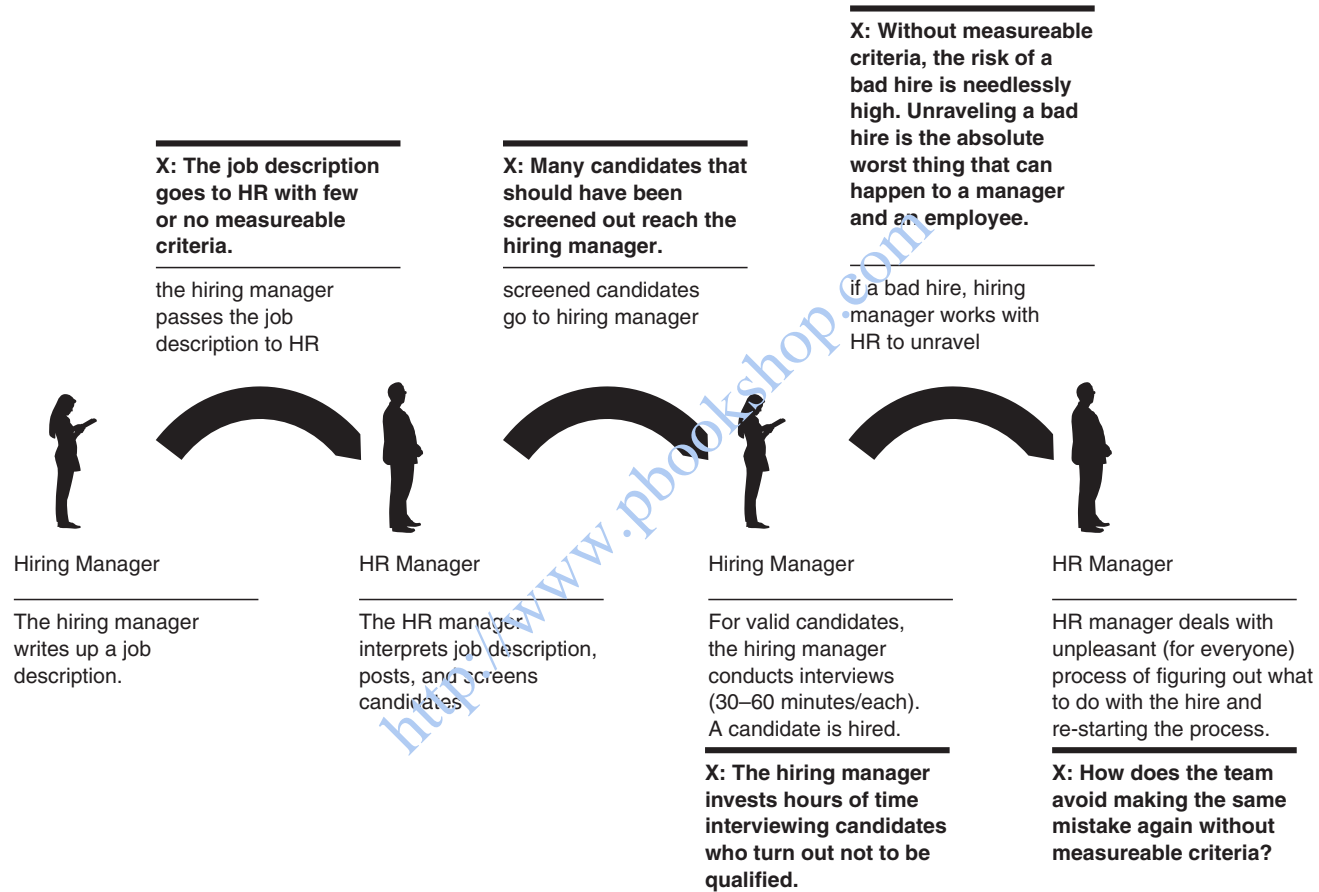 X: The job description
goes to HR with few
or no measureable
criteria.
the hiring manager
passes the job
description to HR
X: Many candidates that
should have been
screened out reach the
hiring manager.
screened candidates
go to hiring manager
X: Without measureable
criteria, the risk of a
bad hire is needlessly
high. Unraveling a bad
hire is the absolute
worst thing that can
happen to a manager
and an employee.
if a bad hire, hiring
manager works with
HR to unravel
Hiring Manager
The hiring manager
writes up a job
description.
HR Manager
The HR manager
interprets job description,
posts, and screens
candidates
Hiring Manager
For valid candidates,
the hiring manager
conducts interviews
(30–60 minutes/each).
A candidate is hired.
X: The hiring manager
invests hours of time
interviewing candidates
who turn out not to be
qualified.
HR Manager
HR manager deals with
unpleasant (for everyone)
process of figuring out what
to do with the hire and
re-starting the process.
X: How does the team
avoid making the same
mistake again without
measureable criteria?
http://www.pbookshop.com